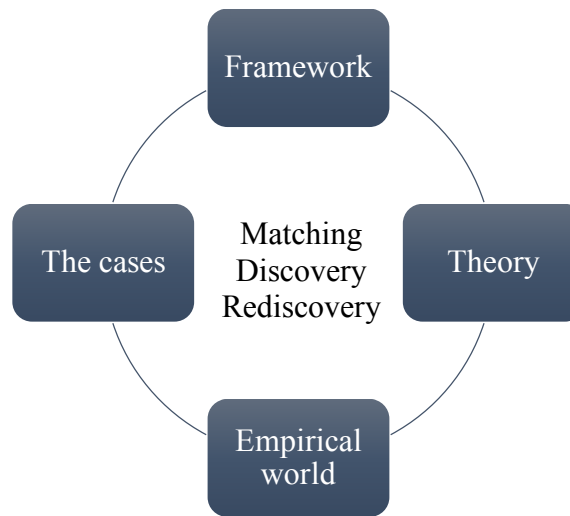 Framework
The cases
Matching
Discovery
Rediscovery
Theory
Empirical
world